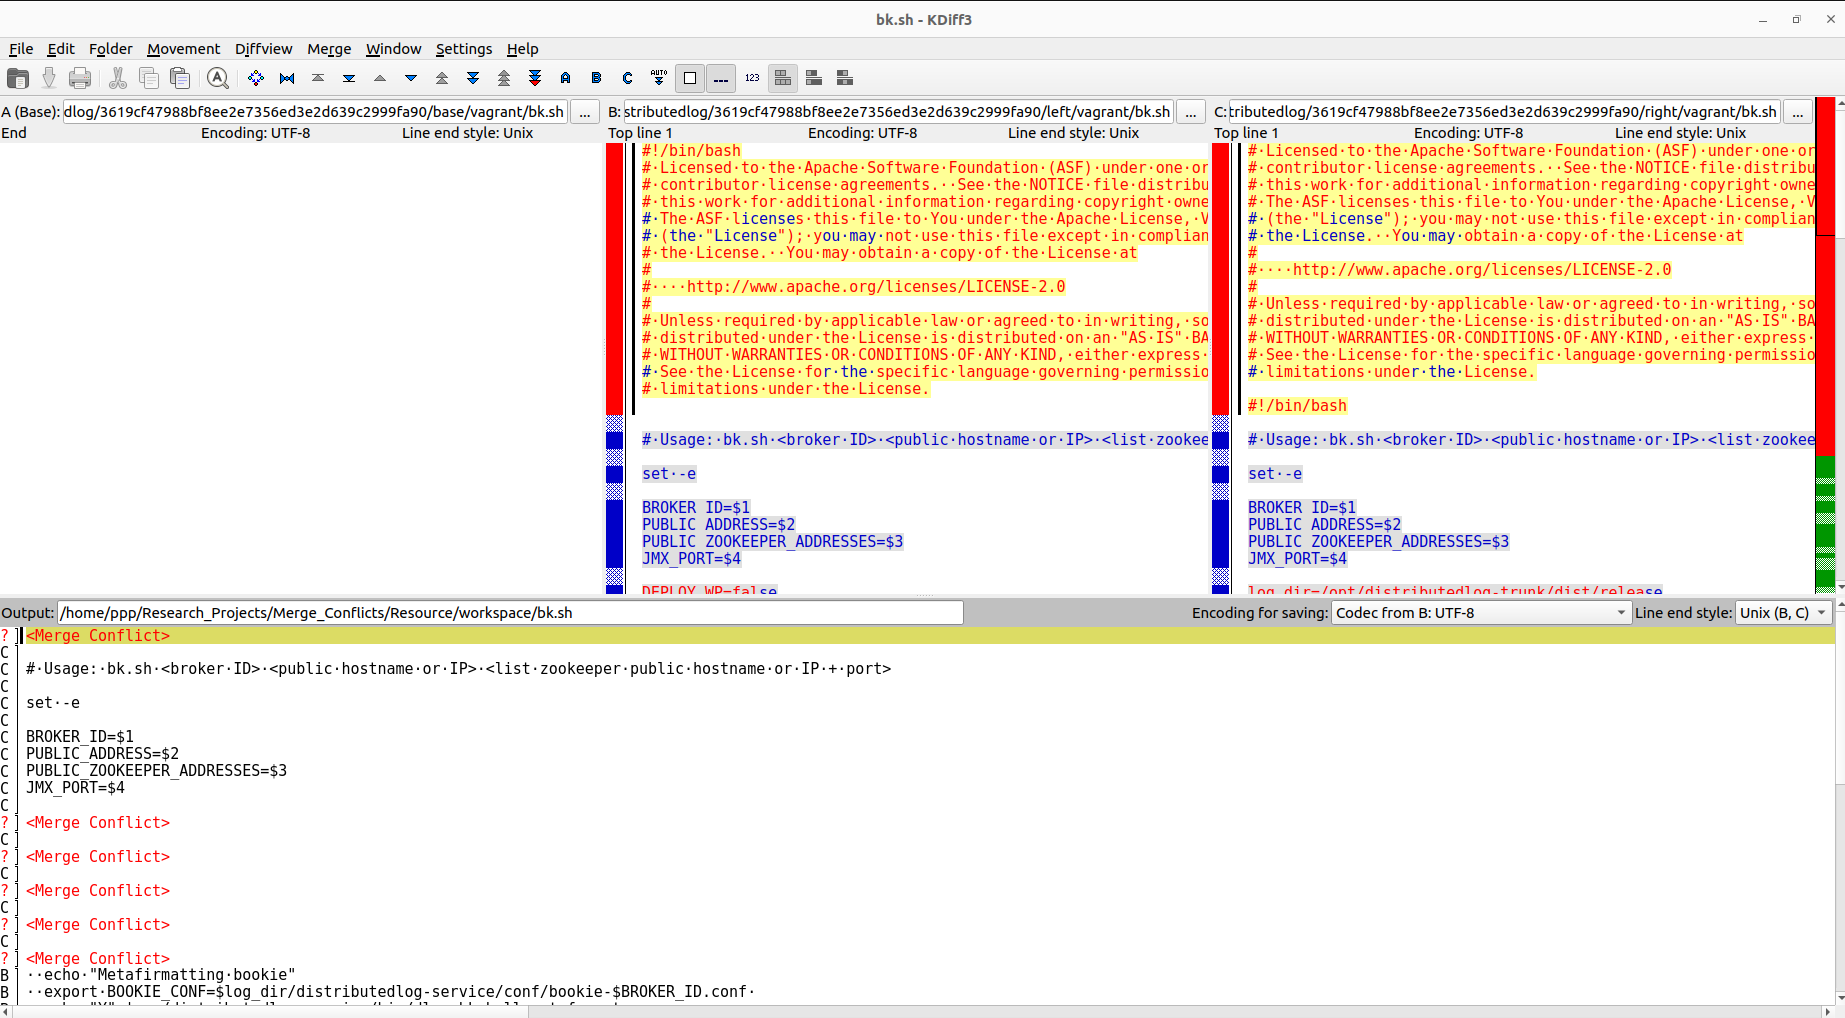 bk.sh - KDiff3
File Edit Folder Movement Diffview Merge Window Settings Help
A B C AUTO 123
A (Base): dlog/3619cf47988bf8ee2e7356ed3e2d639c2999fa90/base/vagrant/bk.sh ...
End Encoding: UTF-8 Line end style: Unix
B: stributedlog/3619cf47988bf8ee2e7356ed3e2d639c2999fa90/left/vagrant/bk.sh ...
Top line 1 Encoding: UTF-8 Line end style: Unix
#!/bin/bash
#·Licensed·to·the·Apache·Software·Foundation·(ASF)·under·one·or
#·contributor·license·agreements.··See·the·NOTICE·file·distribu
#·this·work·for·additional·information·regarding·copyright·owne
#·The·ASF·licenses·this·file·to·You·under·the·Apache·License,·V
#·(the·"License");·you·may·not·use·this·file·except·in·complian
#·the·License.··You·may·obtain·a·copy·of·the·License·at
#
#····http://www.apache.org/licenses/LICENSE-2.0
#
#·Unless·required·by·applicable·law·or·agreed·to·in·writing,·so
#·distributed·under·the·License·is·distributed·on·an·"AS·IS"·BA
#·WITHOUT·WARRANTIES·OR·CONDITIONS·OF·ANY·KIND,·either·express·
#·See·the·License·for·the·specific·language·governing·permissio
#·limitations·under·the·License.
#·Usage:·bk.sh·<broker·ID>·<public·hostname·or·IP>·<list·zookee
set·-e
BROKER_ID=$1
PUBLIC_ADDRESS=$2
PUBLIC_ZOOKEEPER_ADDRESSES=$3
JMX_PORT=$4
DEPLOY_WP=false
C: tributedlog/3619cf47988bf8ee2e7356ed3e2d639c2999fa90/right/vagrant/bk.sh ...
Top line 1 Encoding: UTF-8 Line end style: Unix
#·Licensed·to·the·Apache·Software·Foundation·(ASF)·under·one·or
#·contributor·license·agreements.··See·the·NOTICE·file·distribu
#·this·work·for·additional·information·regarding·copyright·owne
#·The·ASF·licenses·this·file·to·You·under·the·Apache·License,·V
#·(the·"License");·you·may·not·use·this·file·except·in·complian
#·the·License.··You·may·obtain·a·copy·of·the·License·at
#
#····http://www.apache.org/licenses/LICENSE-2.0
#
#·Unless·required·by·applicable·law·or·agreed·to·in·writing,·so
#·distributed·under·the·License·is·distributed·on·an·"AS·IS"·BA
#·WITHOUT·WARRANTIES·OR·CONDITIONS·OF·ANY·KIND,·either·express·
#·See·the·License·for·the·specific·language·governing·permissio
#·limitations·under·the·License.
#!/bin/bash
#·Usage:·bk.sh·<broker·ID>·<public·hostname·or·IP>·<list·zookee
set·-e
BROKER_ID=$1
PUBLIC_ADDRESS=$2
PUBLIC_ZOOKEEPER_ADDRESSES=$3
JMX_PORT=$4
log_dir=/opt/distributedlog-trunk/dist/release
Output: /home/ppp/Research_Projects/Merge_Conflicts/Resource/workspace/bk.sh Encoding for saving: Codec from B: UTF-8 Line end style: Unix (B, C)
? <Merge Conflict>
C
C #·Usage:·bk.sh·<broker·ID>·<public·hostname·or·IP>·<list·zookeeper·public·hostname·or·IP·+·port>
C
C set·-e
C
C BROKER_ID=$1
C PUBLIC_ADDRESS=$2
C PUBLIC_ZOOKEEPER_ADDRESSES=$3
C JMX_PORT=$4
C
? <Merge Conflict>
C
? <Merge Conflict>
C
? <Merge Conflict>
C
? <Merge Conflict>
C
? <Merge Conflict>
B ··echo·"Metafirmatting·bookie"
B ··export·BOOKIE_CONF=$log_dir/distributedlog-service/conf/bookie-$BROKER_ID.conf·